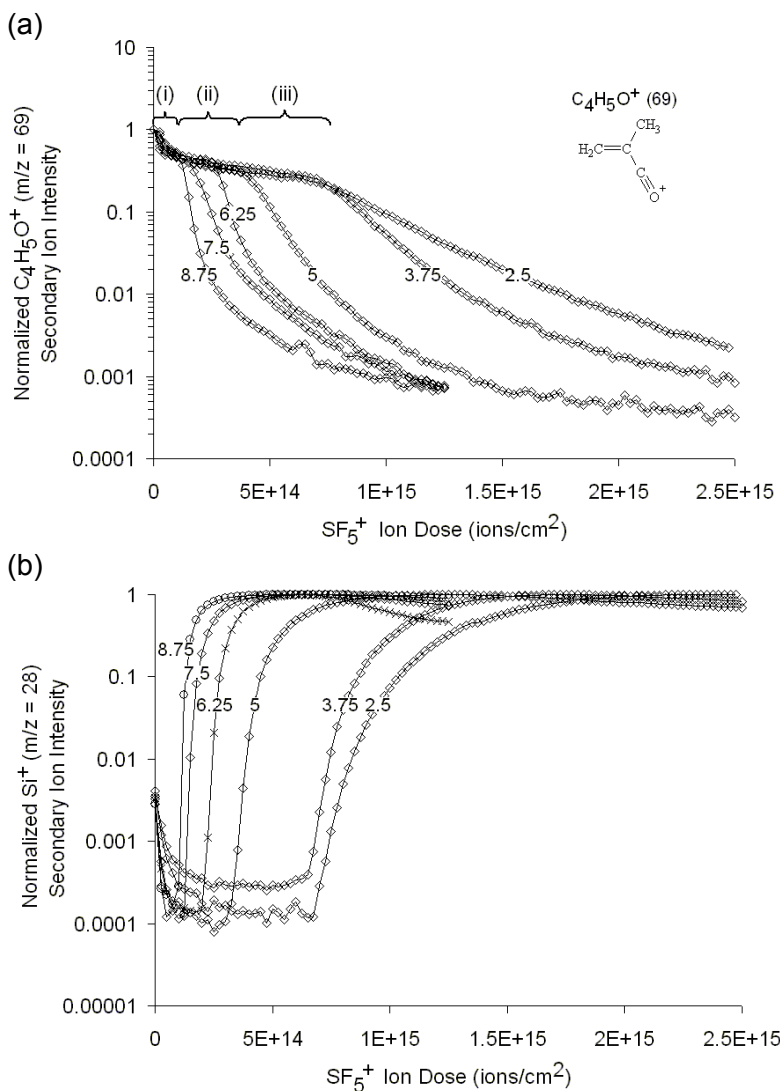 (a)
10
1
0.1
0.01
0.001
0.0001
Normalized C4H5O+ (m/z = 69)
Secondary Ion Intensity
(i)
(ii)
(iii)
C4H5O+ (69)
CH3
H2C
C
C
O
+
6.25
7.5
8.75
5
3.75
2.5
0
5E+14
1E+15
1.5E+15
2E+15
2.5E+15
SF5+ Ion Dose (ions/cm2)
(b)
1
0.1
0.01
0.001
0.0001
0.00001
Normalized Si+ (m/z = 28)
Secondary Ion Intensity
8.75
7.5
6.25
5
3.75
2.5
0
5E+14
1E+15
1.5E+15
2E+15
2.5E+15
SF5+ Ion Dose (ions/cm2)